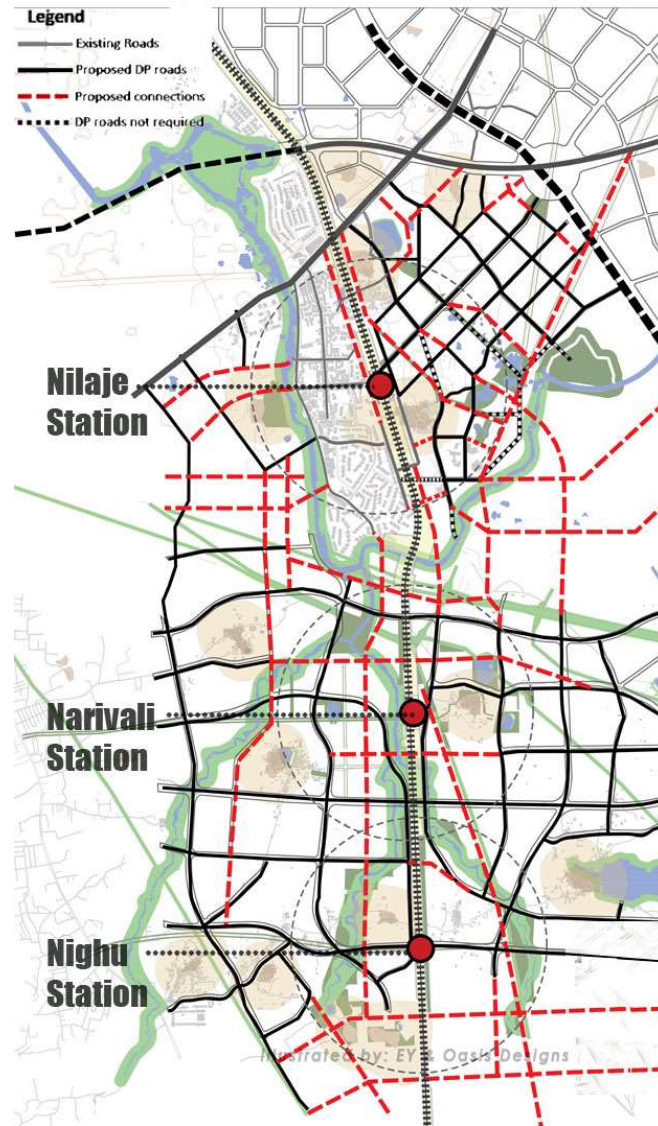 Legend
Existing Roads
Proposed DP roads
Proposed connections
DP roads not required
Nilaje
Station
Narivali
Station
Nighu
Station
Illustrated by: EY & Oasis Designs